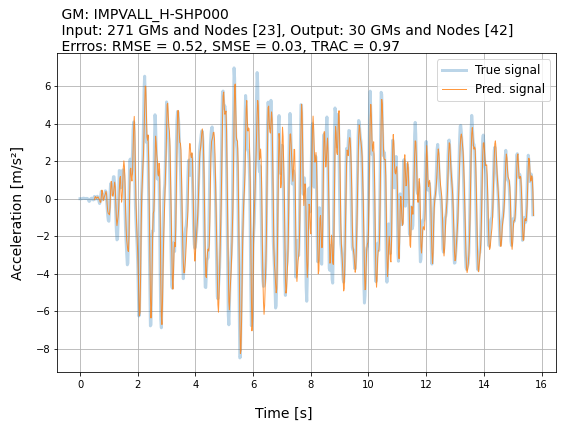 GM: IMPVALL_H-SHP000
Input: 271 GMs and Nodes [23], Output: 30 GMs and Nodes [42]
Errros: RMSE = 0.52, SMSE = 0.03, TRAC = 0.97
True signal
Pred. signal
Acceleration [m/s²]
6
4
2
0
−2
−4
−6
−8
0 2 4 6 8 10 12 14 16
Time [s]